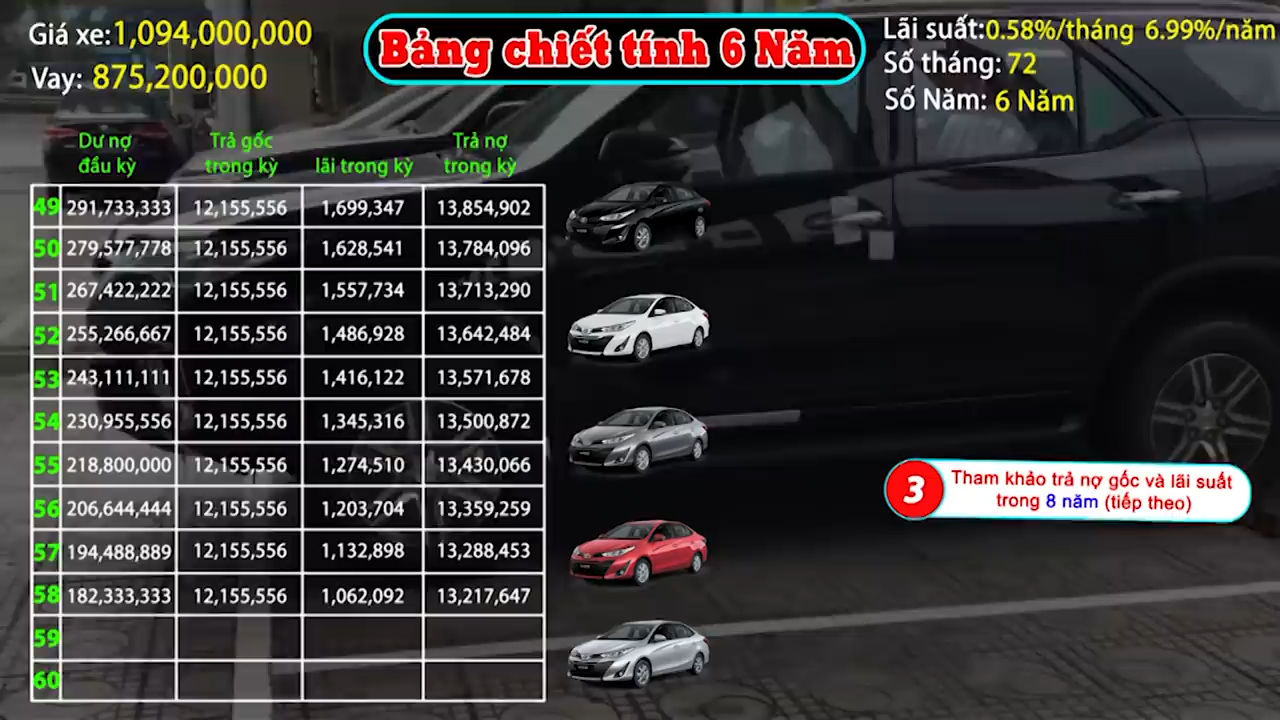 Giá xe:1,094,000,000
Vay: 875,200,000
Bảng chiết tính 6 Năm
Lãi suất:0.58%/tháng 6.99%/năm
Số tháng: 72
Số Năm: 6 Năm
Dư nợ đầu kỳ
Trả gốc trong kỳ
lãi trong kỳ
Trả nợ trong kỳ
49 291,733,333 12,155,556 1,699,347 13,854,902
50 279,577,778 12,155,556 1,628,541 13,784,096
51 267,422,222 12,155,556 1,557,734 13,713,290
52 255,266,667 12,155,556 1,486,928 13,642,484
53 243,111,111 12,155,556 1,416,122 13,571,678
54 230,955,556 12,155,556 1,345,316 13,500,872
55 218,800,000 12,155,556 1,274,510 13,430,066
56 206,644,444 12,155,556 1,203,704 13,359,259
57 194,488,889 12,155,556 1,132,898 13,288,453
58 182,333,333 12,155,556 1,062,092 13,217,647
59
60
3
Tham khảo trả nợ gốc và lãi suất
trong 8 năm (tiếp theo)